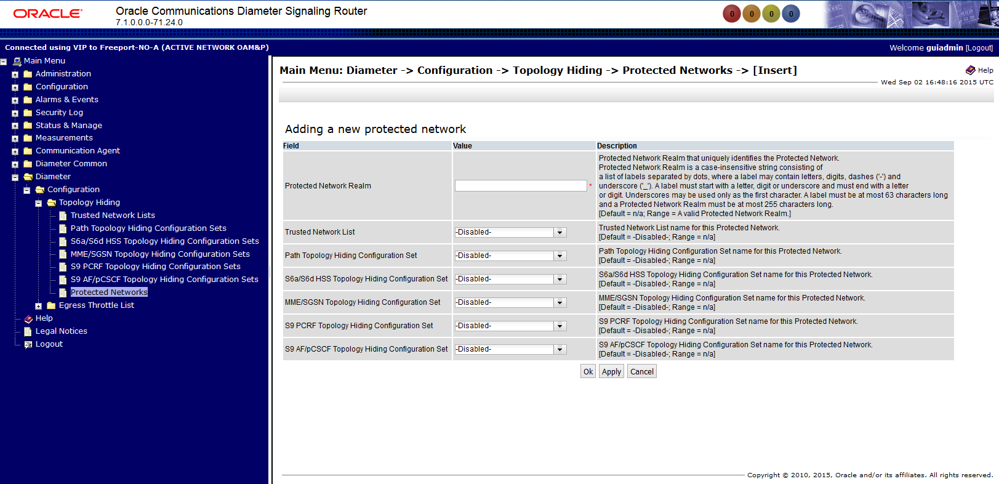 ORACLE®
Oracle Communications Diameter Signaling Router
7.1.0.0.0-71.24.0
0 0 0 0
Connected using VIP to Freeport-NO-A (ACTIVE NETWORK OAM&P)
Welcome guiadmin [Logout]
Main Menu
Administration
Configuration
Alarms & Events
Security Log
Status & Manage
Measurements
Communication Agent
Diameter Common
Diameter
Configuration
Topology Hiding
Trusted Network Lists
Path Topology Hiding Configuration Sets
S6a/S6d HSS Topology Hiding Configuration Sets
MME/SGSN Topology Hiding Configuration Sets
S9 PCRF Topology Hiding Configuration Sets
S9 AF/pCSCF Topology Hiding Configuration Sets
Protected Networks
Egress Throttle List
Help
Legal Notices
Logout
Main Menu: Diameter -> Configuration -> Topology Hiding -> Protected Networks -> [Insert]
Help
Wed Sep 02 16:48:16 2015 UTC
Adding a new protected network
Field Value Description
Protected Network Realm
*
Protected Network Realm that uniquely identifies the Protected Network.
Protected Network Realm is a case-insensitive string consisting of
a list of labels separated by dots, where a label may contain letters, digits, dashes ('-') and
underscore ('_'). A label must start with a letter, digit or underscore and must end with a letter
or digit. Underscores may be used only as the first character. A label must be at most 63 characters long
and a Protected Network Realm must be at most 255 characters long.
[Default = n/a; Range = A valid Protected Network Realm.]
Trusted Network List
-Disabled-
Trusted Network List name for this Protected Network.
[Default = -Disabled-; Range = n/a]
Path Topology Hiding Configuration Set
-Disabled-
Path Topology Hiding Configuration Set name for this Protected Network.
[Default = -Disabled-; Range = n/a]
S6a/S6d HSS Topology Hiding Configuration Set
-Disabled-
S6a/S6d HSS Topology Hiding Configuration Set name for this Protected Network.
[Default = -Disabled-; Range = n/a]
MME/SGSN Topology Hiding Configuration Set
-Disabled-
MME/SGSN Topology Hiding Configuration Set name for this Protected Network.
[Default = -Disabled-; Range = n/a]
S9 PCRF Topology Hiding Configuration Set
-Disabled-
S9 PCRF Topology Hiding Configuration Set name for this Protected Network.
[Default = -Disabled-; Range = n/a]
S9 AF/pCSCF Topology Hiding Configuration Set
-Disabled-
S9 AF/pCSCF Topology Hiding Configuration Set name for this Protected Network.
[Default = -Disabled-; Range = n/a]
Ok Apply Cancel
Copyright © 2010, 2015, Oracle and/or its affiliates. All rights reserved.